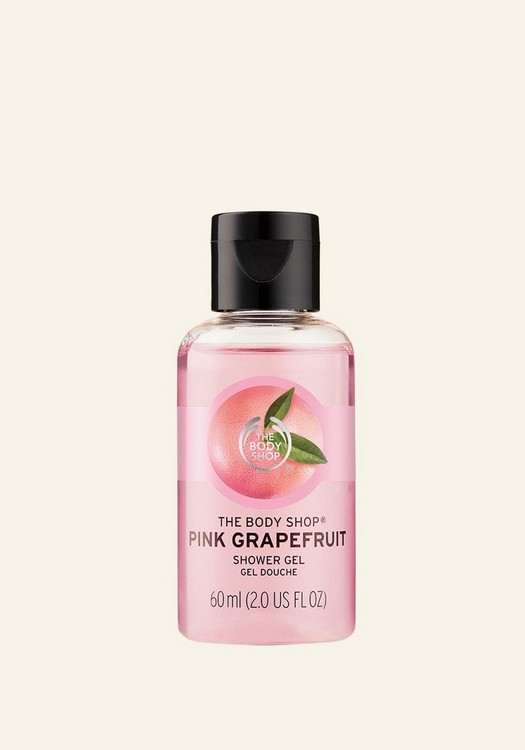 THE
BODY
SHOP
THE BODY SHOP®
PINK GRAPEFRUIT
SHOWER GEL
GEL DOUCHE
60 ml (2.0 US FL OZ)